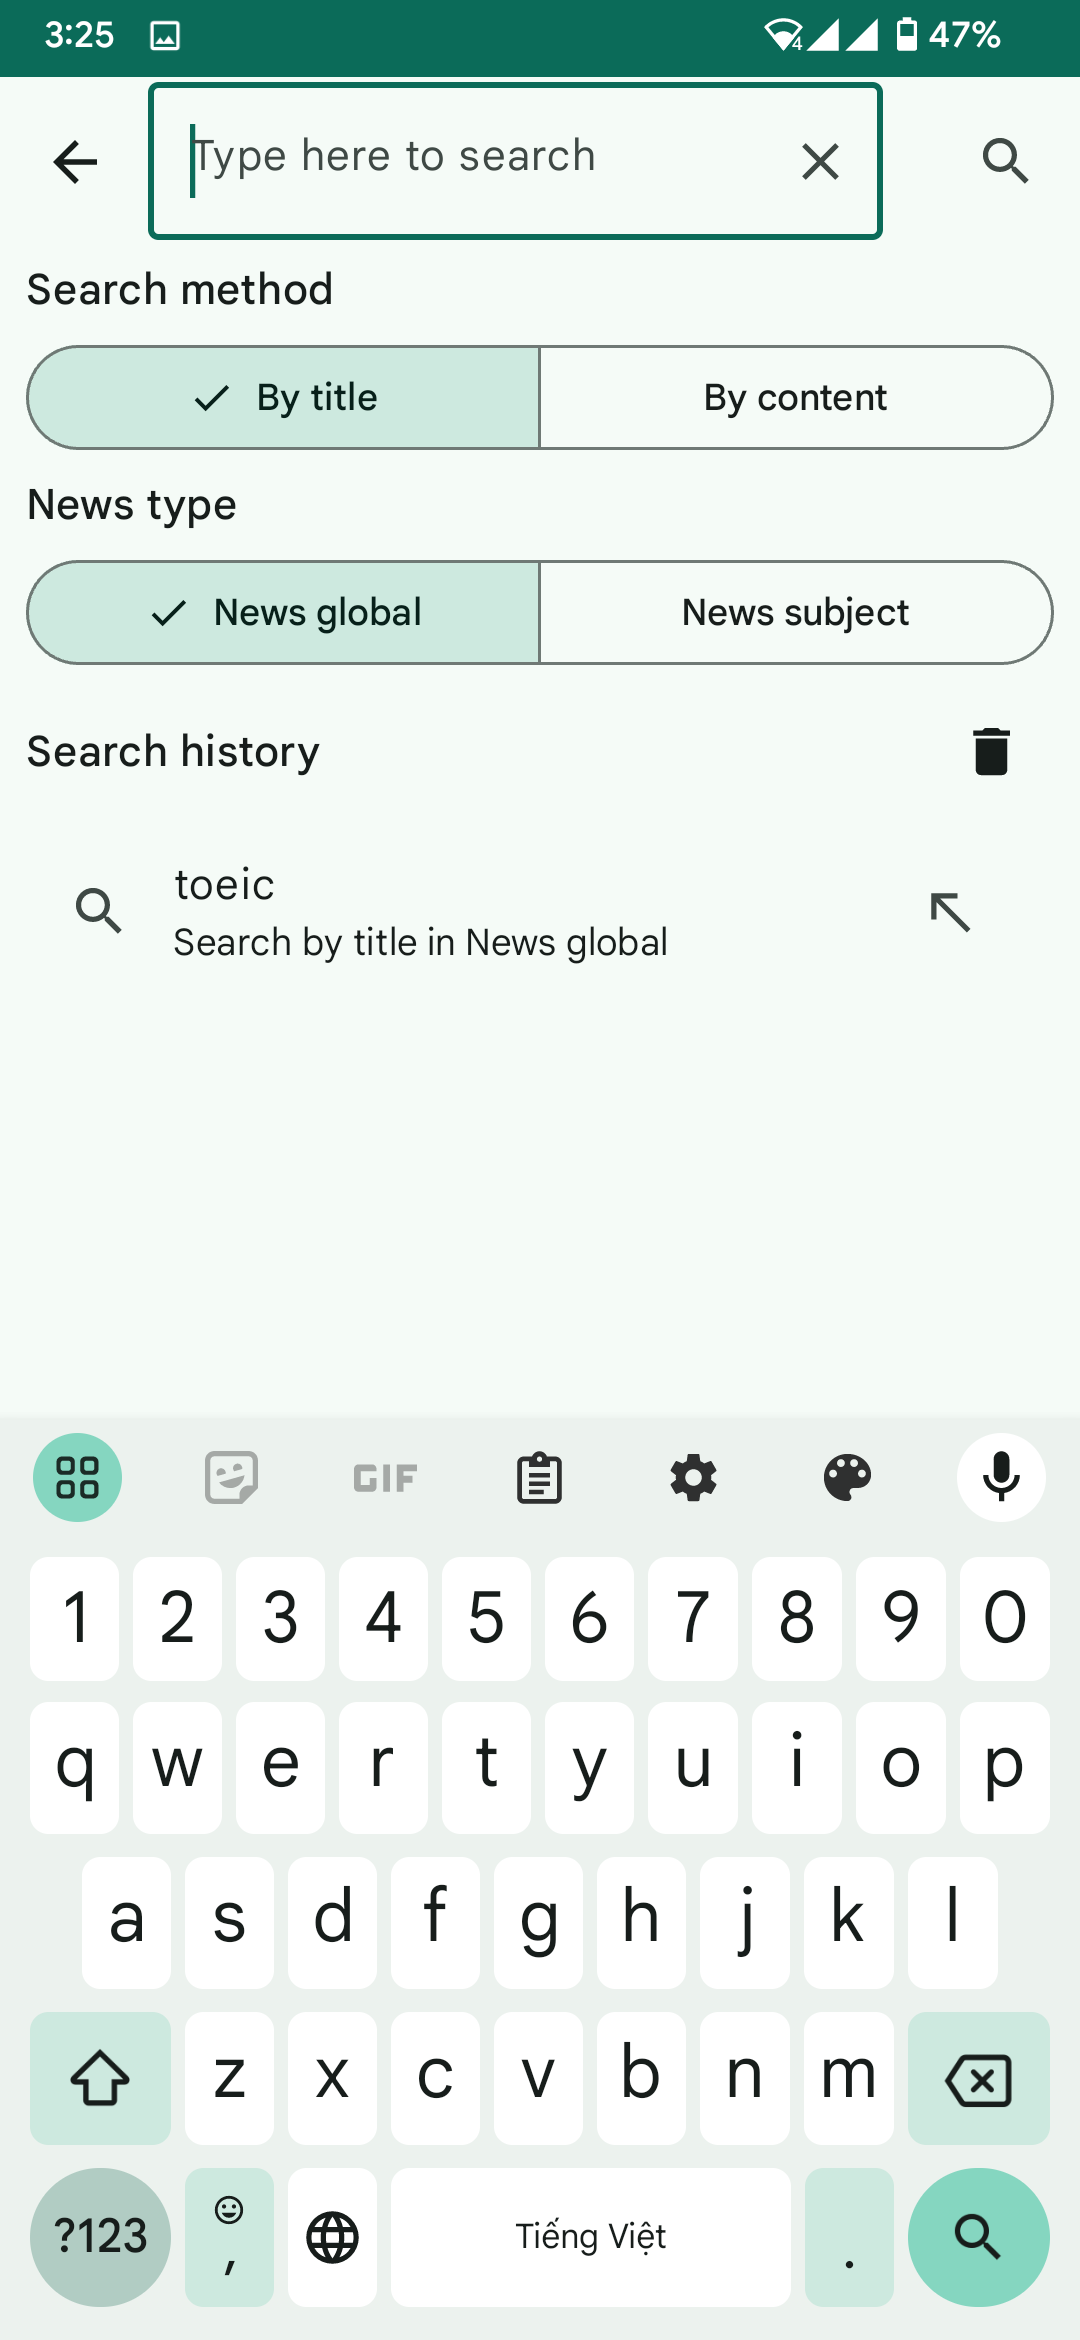 3:25 4 47%
Type here to search
Search method
By title By content
News type
News global News subject
Search history
toeic
Search by title in News global
GIF
1 2 3 4 5 6 7 8 9 0
q w e r t y u i o p
a s d f g h j k l
z x c v b n m
?123 , Tiếng Việt .